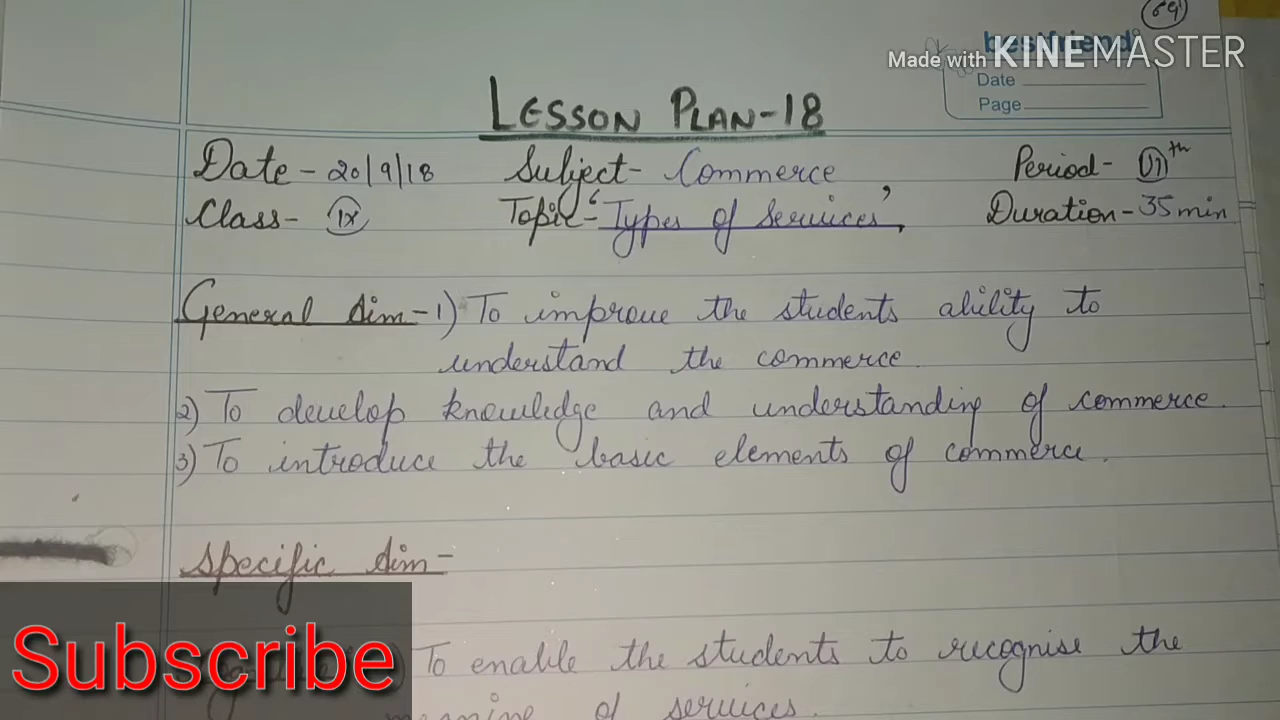 69
bestfriend
Made with KINEMASTER
Date
Page
LESSON PLAN-18
Date - 20/9/18 Subject- Commerce Period- th
Class- IX Topic- 'Types of Services', Duration - 35 min
General Aim - 1) To improve the students ability to
understand the commerce.
2) To develop knowledge and understanding of commerce.
3) To introduce the basic elements of commerce.
Specific Aim -
Subscribe
) To enable the students to recognise the
meaning of services.